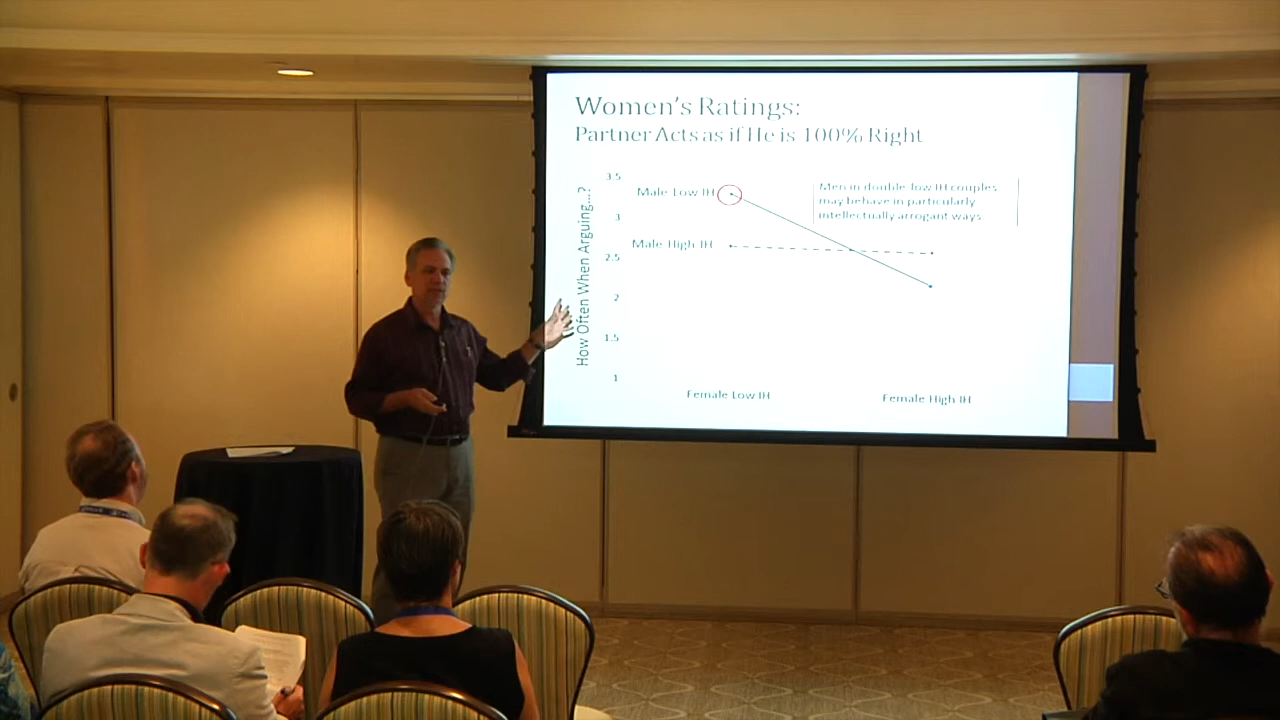 Women's Ratings:
Partner Acts as if He is 100% Right
How Often When Arguing...?
3.5
3
2.5
2
1.5
1
Male Low IH
Male High IH
Men in double-low IH couples
may behave in particularly
intellectually arrogant ways
Female Low IH
Female High IH